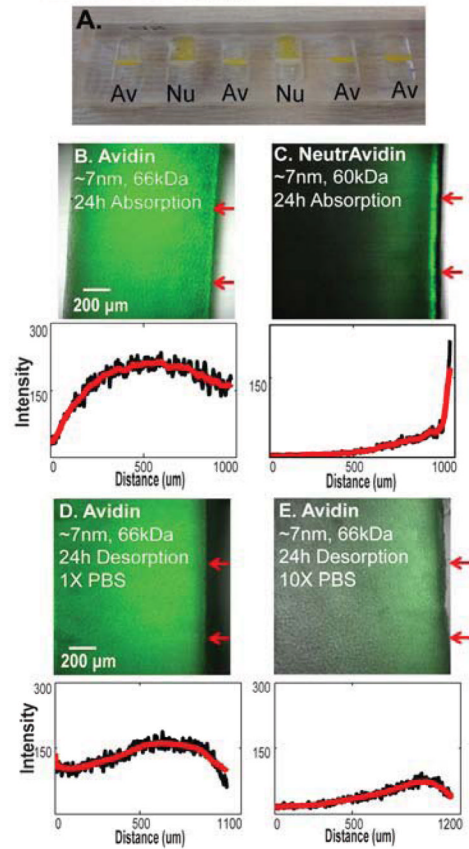 A.
Av Nu Av Nu Av Av
B. Avidin
~7nm, 66kDa
24h Absorption
200 μm
C. NeutrAvidin
~7nm, 60kDa
24h Absorption
300
150
Intensity
0 500 1000
Distance (um)
150
0 500 1000
Distance (um)
D. Avidin
~7nm, 66kDa
24h Desorption
1X PBS
200 μm
E. Avidin
~7nm, 66kDa
24h Desorption
10X PBS
300
150
Intensity
0 500 1100
Distance (um)
300
150
0 500 1200
Distance (um)